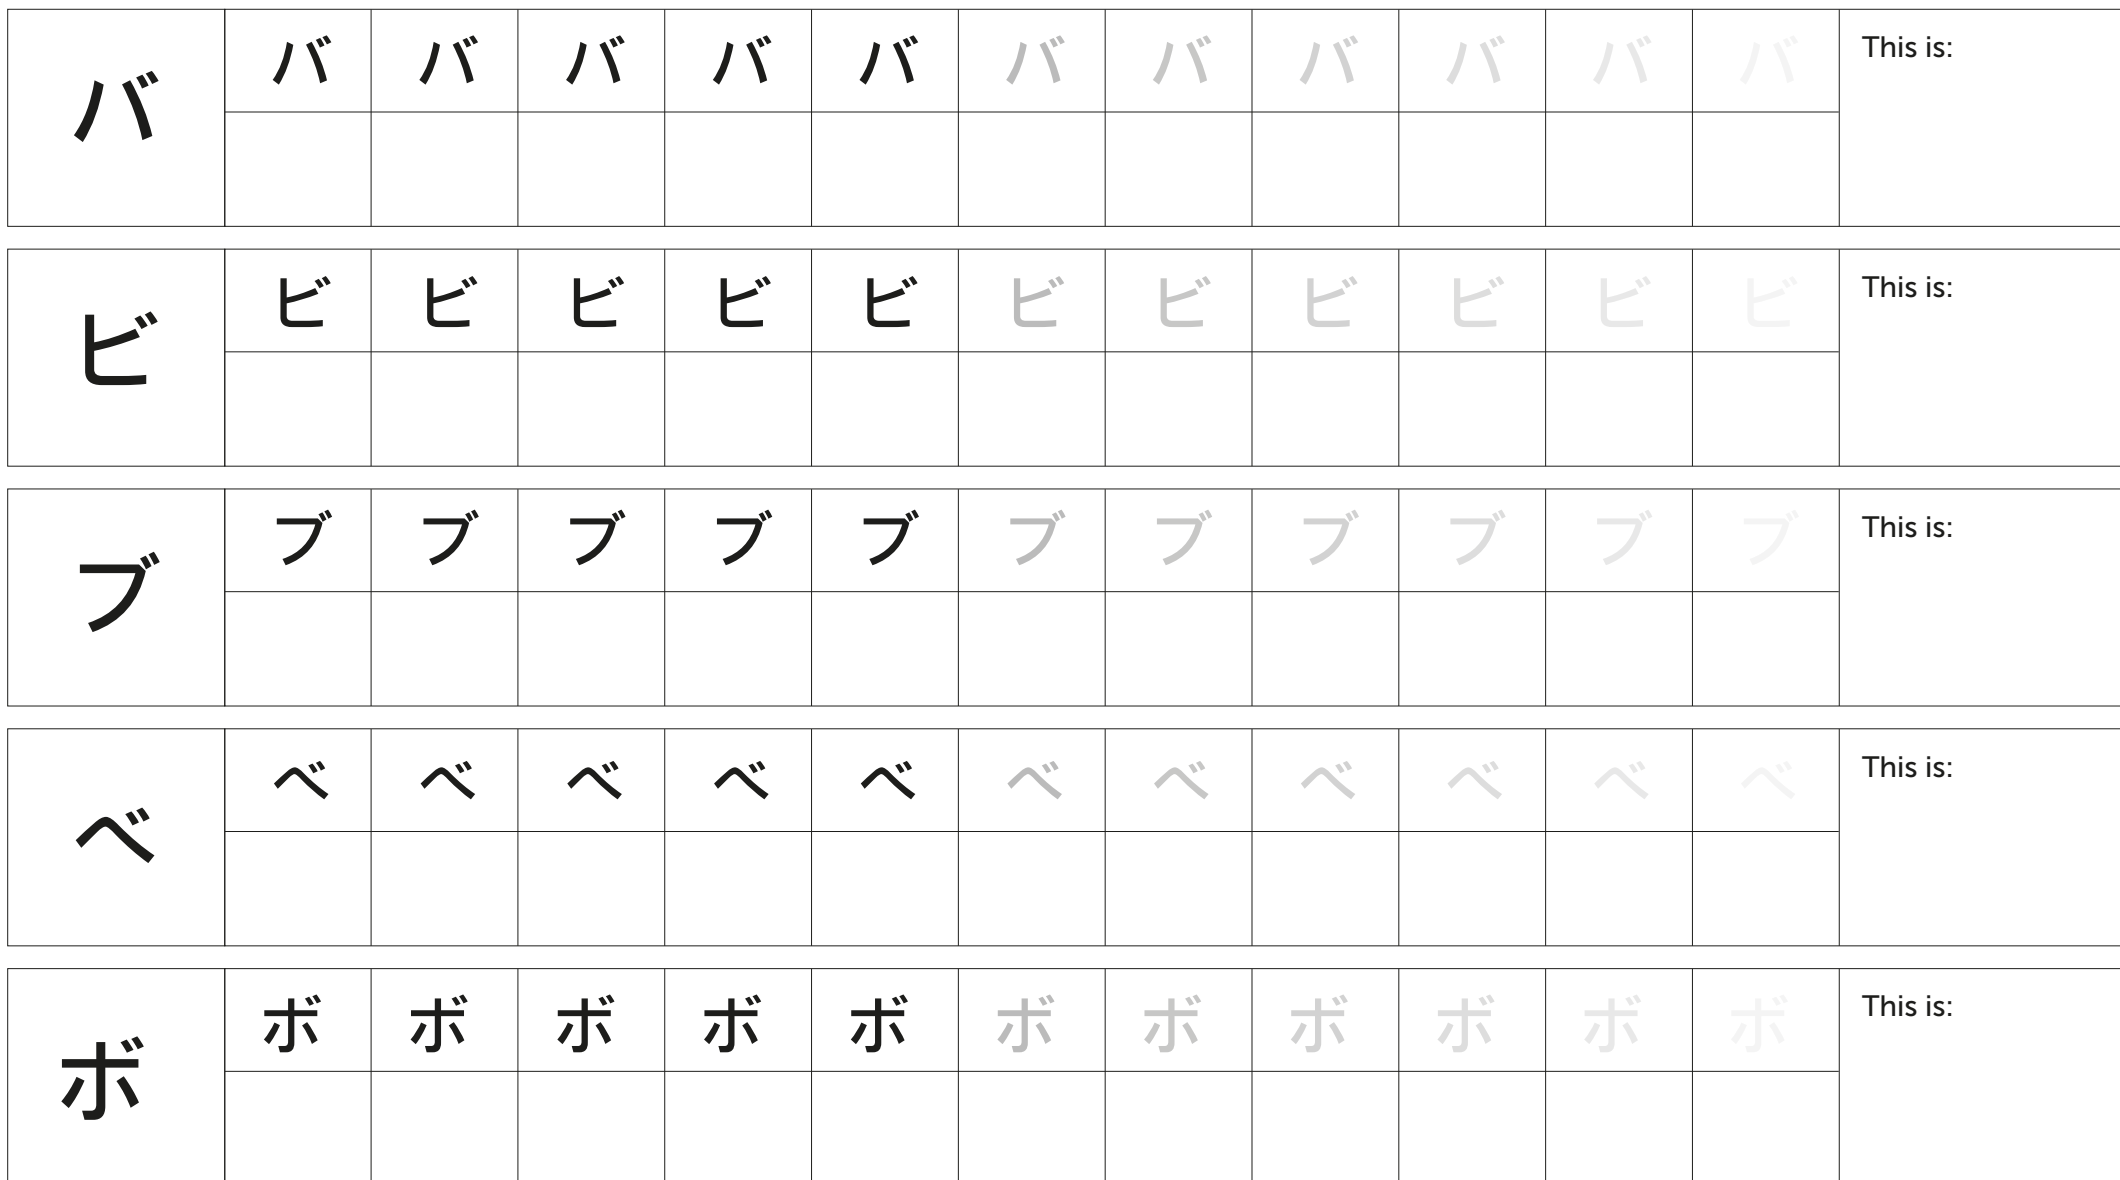 バ バ バ バ バ バ バ バ バ バ バ バ This is:
ビ ビ ビ ビ ビ ビ ビ ビ ビ ビ ビ ビ This is:
ブ ブ ブ ブ ブ ブ ブ ブ ブ ブ ブ ブ This is:
ベ ベ ベ ベ ベ ベ ベ ベ ベ ベ ベ ベ This is:
ボ ボ ボ ボ ボ ボ ボ ボ ボ ボ ボ ボ This is: